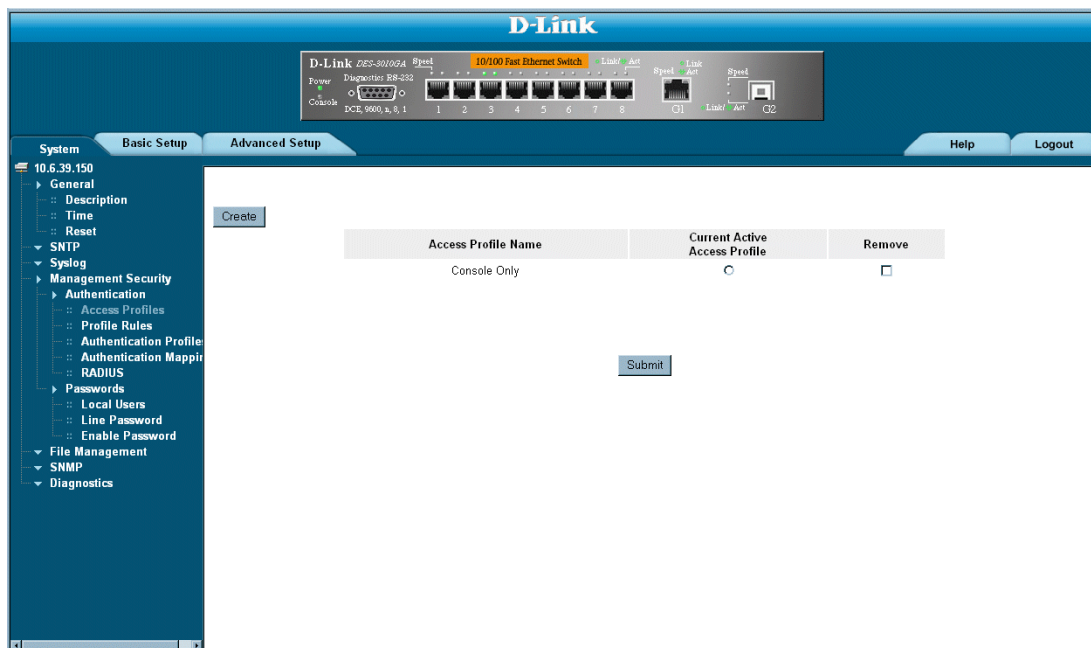 D-Link
D-Link DES-3010GA
Speed
10/100 Fast Ethernet Switch
Link/Act
Power
Diagnostics RS-232
Console
DCE, 9600, n, 8, 1
1 2 3 4 5 6 7 8
Speed
Link
Act
G1
Speed
Link/Act
G2
System
Basic Setup
Advanced Setup
Help
Logout
10.6.39.150
General
Description
Time
Reset
SNTP
Syslog
Management Security
Authentication
Access Profiles
Profile Rules
Authentication Profile
Authentication Mappin
RADIUS
Passwords
Local Users
Line Password
Enable Password
File Management
SNMP
Diagnostics
Create
Access Profile Name
Current Active
Access Profile
Remove
Console Only
Submit